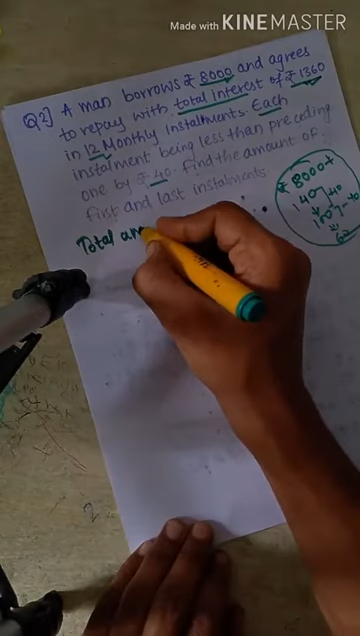 Made with KINEMASTER
Q2] A man borrows ₹ 8000 and agrees
to repay with total interest of ₹ 1360
in 12 Monthly Instalments. Each
instalment being less than preceding
one by ₹ 40. Find the amount of
first and last instalments.
₹ 8000+
140
Total am
2